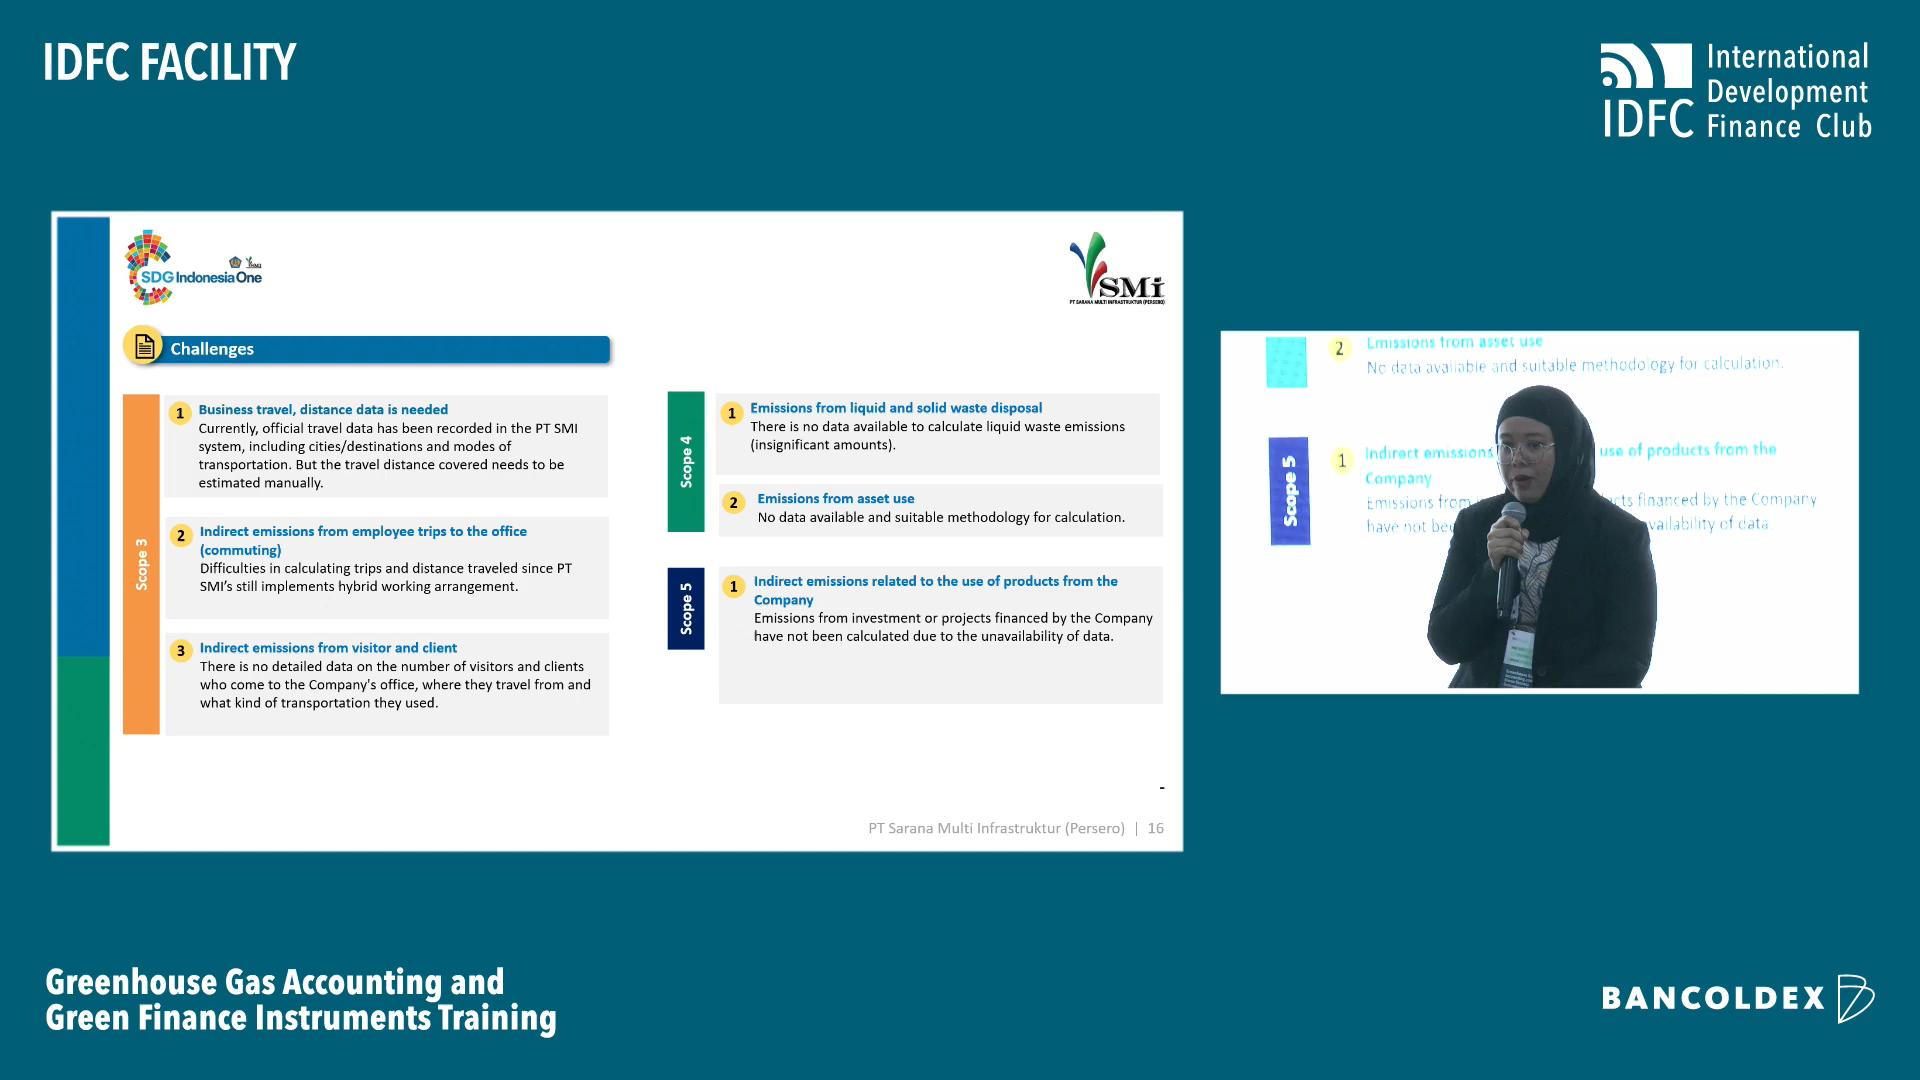 IDFC FACILITY
IDFC
International
Development
Finance Club
SDG Indonesia One
SMI
PT SARANA MULTI INFRASTRUKTUR (PERSERO)
Challenges
Scope 3
1
Business travel, distance data is needed
Currently, official travel data has been recorded in the PT SMI
system, including cities/destinations and modes of
transportation. But the travel distance covered needs to be
estimated manually.
2
Indirect emissions from employee trips to the office
(commuting)
Difficulties in calculating trips and distance traveled since PT
SMI’s still implements hybrid working arrangement.
3
Indirect emissions from visitor and client
There is no detailed data on the number of visitors and clients
who come to the Company's office, where they travel from and
what kind of transportation they used.
Scope 4
1
Emissions from liquid and solid waste disposal
There is no data available to calculate liquid waste emissions
(insignificant amounts).
2
Emissions from asset use
No data available and suitable methodology for calculation.
Scope 5
1
Indirect emissions related to the use of products from the
Company
Emissions from investment or projects financed by the Company
have not been calculated due to the unavailability of data.
-
PT Sarana Multi Infrastruktur (Persero) | 16
2
Emissions from asset use
No data available and suitable methodology for calculation.
Scope 5
1
Indirect emissions use of products from the
Company
Emissions from financed by the Company
have not availability of data.
Greenhouse Gas Accounting and
Green Finance Instruments Training
BANCOLDEX